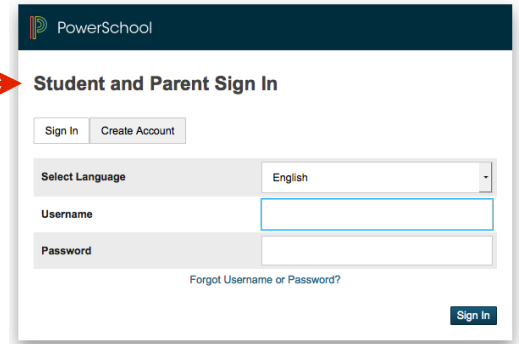 PowerSchool
Student and Parent Sign In
Sign In Create Account
Select Language English
Username
Password
Forgot Username or Password?
Sign In